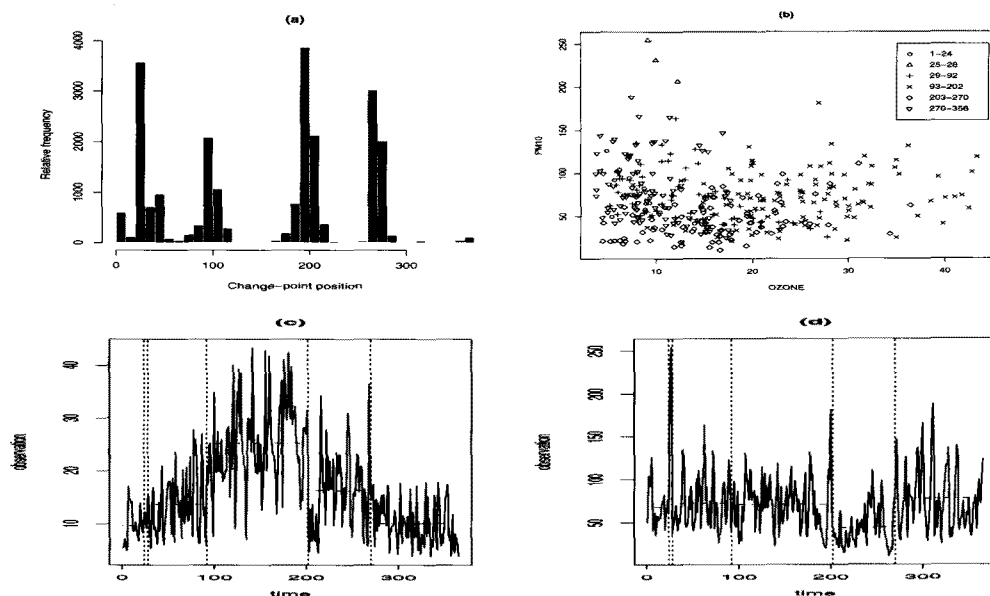 (a)
Relative frequency
4000
3000
2000
1000
0
0 100 200 300
Change-point position
(b)
PM10
250
200
150
100
50
10 20 30 40
OZONE
1-24
25-28
29-92
93-202
203-270
270-356
(c)
observation
40
30
20
10
0 100 200 300
time
(d)
observation
250
200
150
100
50
0 100 200 300
time